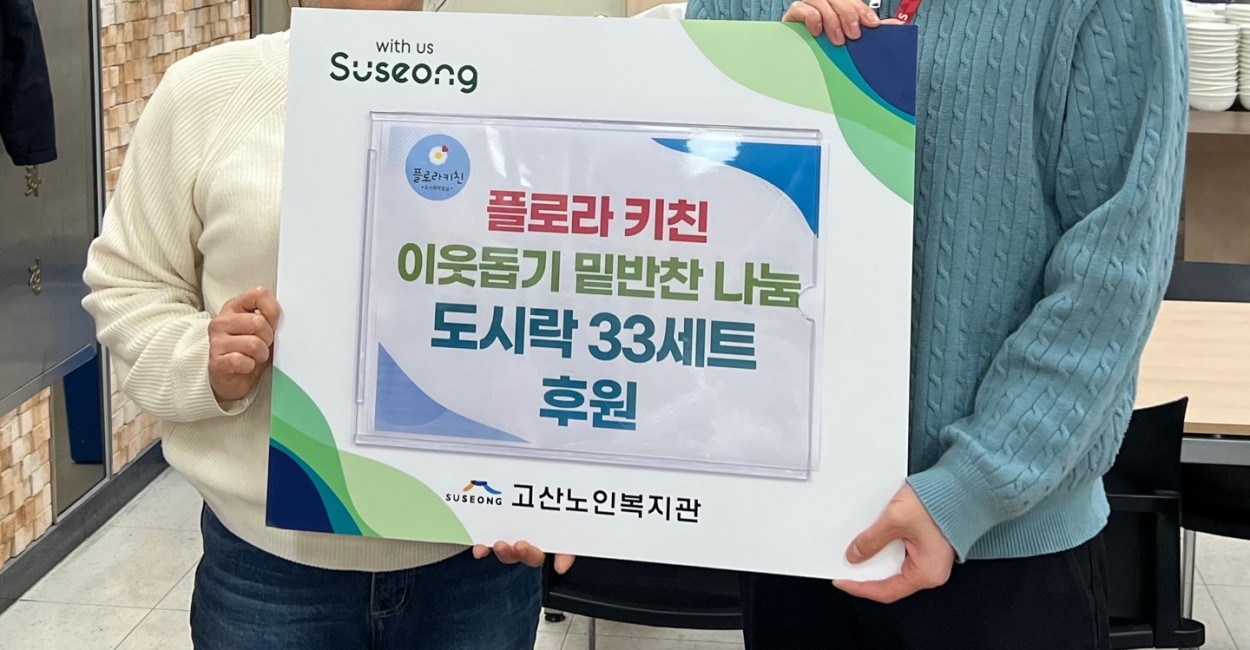 with us
Suseong
플로라키친
플로라 키친
이웃돕기 밑반찬 나눔
도시락 33세트
후원
SUSEONG 고산노인복지관